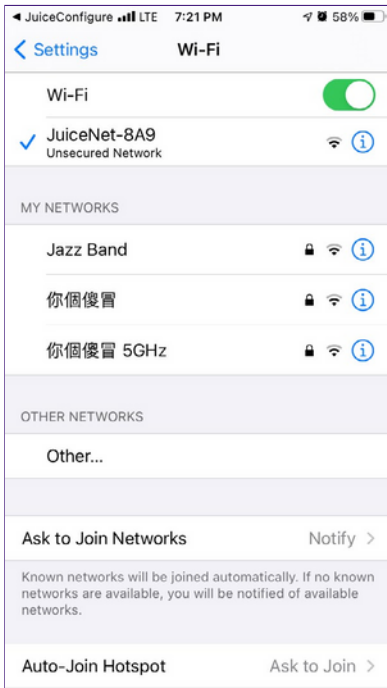 JuiceConfigure LTE 7:21 PM 58%
Settings Wi-Fi
Wi-Fi
JuiceNet-8A9
Unsecured Network
MY NETWORKS
Jazz Band
你個傻冒
你個傻冒 5GHz
OTHER NETWORKS
Other...
Ask to Join Networks Notify
Known networks will be joined automatically. If no known
networks are available, you will be notified of available
networks.
Auto-Join Hotspot Ask to Join